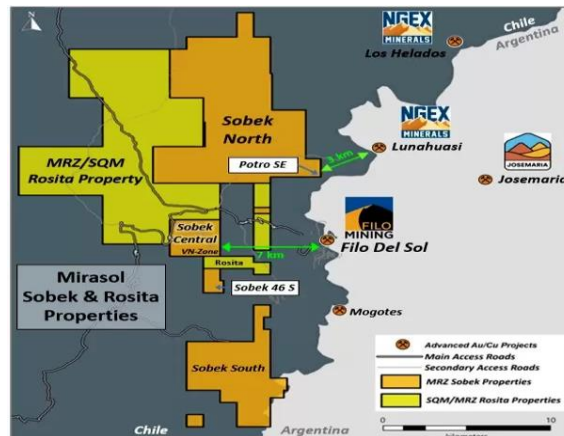 N
NGEX
MINERALS
Chile
Argentina
Los Helados
Sobek
North
NGEX
MINERALS
MRZ/SQM
Rosita Property
Potro SE
3 km
Lunahuasi
JOSEMARIA
Josemaria
Sobek
Central
VN-Zone
7 km
FILO
MINING
Filo Del Sol
Mirasol
Sobek & Rosita
Properties
Rosita
Sobek 46 S
Mogotes
Sobek South
Advanced Au/Cu Projects
Main Access Roads
Secondary Access Roads
MRZ Sobek Properties
SQM/MRZ Rosita Properties
Chile
Argentina
0
10
kilometers